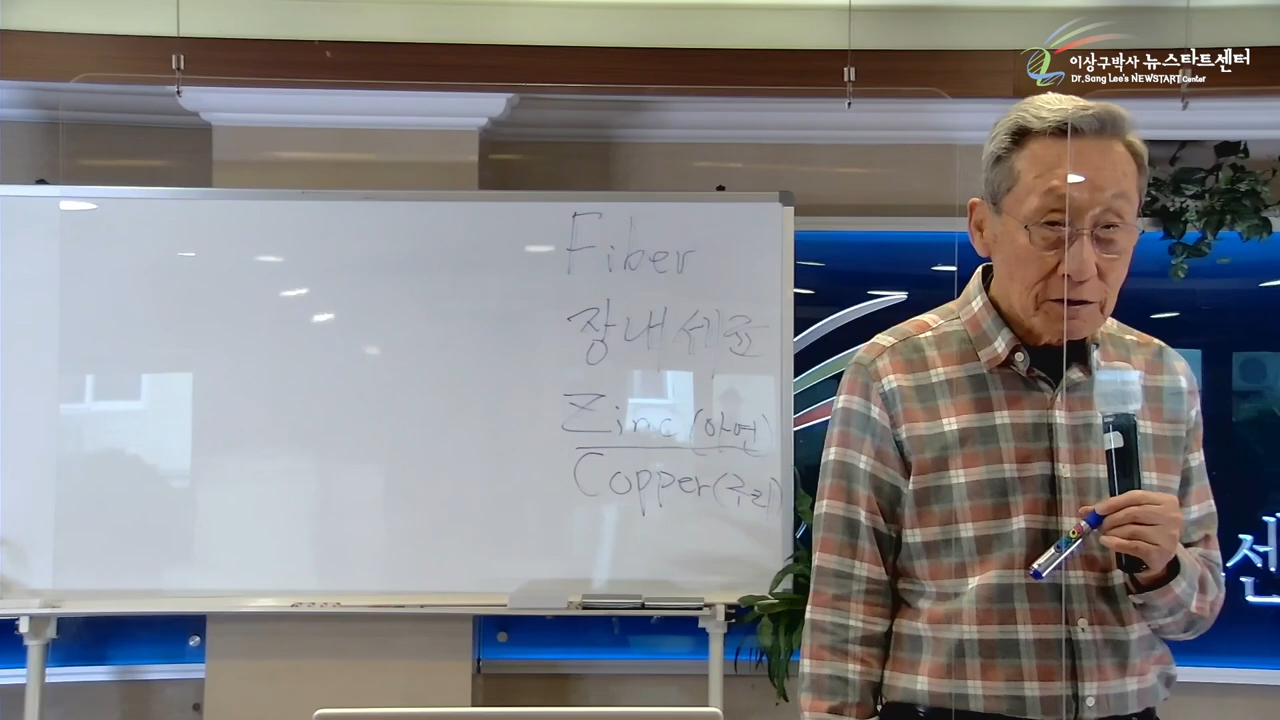 이상구박사 뉴스타트센터
Dr. Sang Lee's NEWSTART Center
Fiber
장내세균
Zinc (아연)
Copper (구리)
선